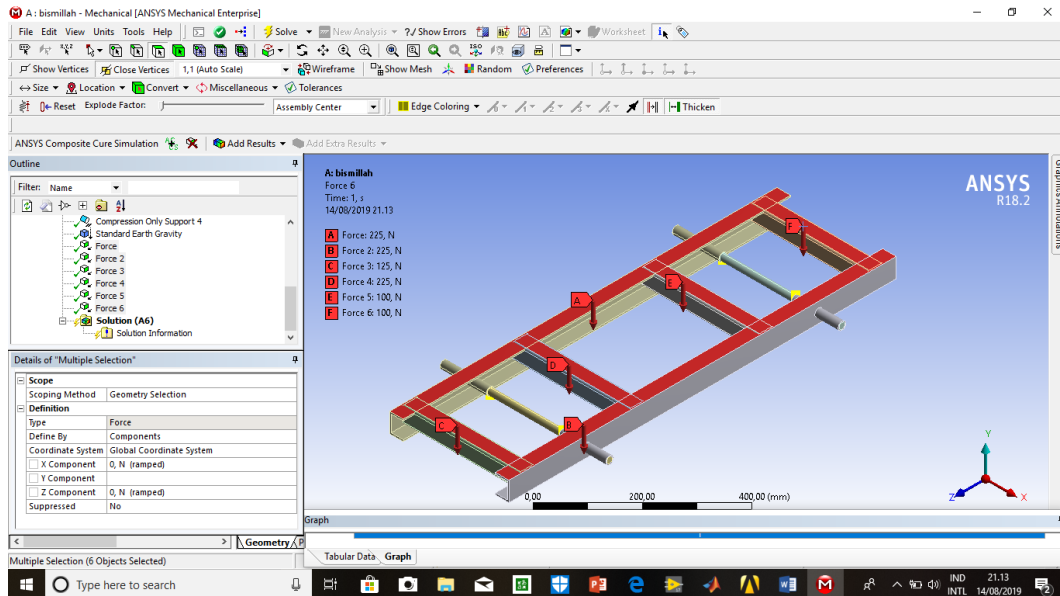 A : bismillah - Mechanical [ANSYS Mechanical Enterprise]
File Edit View Units Tools Help Solve New Analysis ?/ Show Errors Worksheet
Show Vertices Close Vertices 1,1 (Auto Scale) Wireframe Show Mesh Random Preferences
Size Location Convert Miscellaneous Tolerances
Reset Explode Factor: Assembly Center Edge Coloring Thicken
ANSYS Composite Cure Simulation Add Results Add Extra Results
Outline
Filter: Name
Compression Only Support 4
Standard Earth Gravity
Force
Force 2
Force 3
Force 4
Force 5
Force 6
Solution (A6)
Solution Information
Details of "Multiple Selection"
Scope
Scoping Method Geometry Selection
Definition
Type Force
Define By Components
Coordinate System Global Coordinate System
X Component 0, N (ramped)
Y Component
Z Component 0, N (ramped)
Suppressed No
Geometry
Multiple Selection (6 Objects Selected)
A: bismillah
Force 6
Time: 1, s
14/08/2019 21.13
A Force: 225, N
B Force 2: 225, N
C Force 3: 125, N
D Force 4: 225, N
E Force 5: 100, N
F Force 6: 100, N
ANSYS
R18.2
F
E
A
D
C
B
Y
Z
X
0,00 200,00 400,00 (mm)
Graph
Tabular Data Graph
Type here to search
IND
INTL
21.13
14/08/2019
2